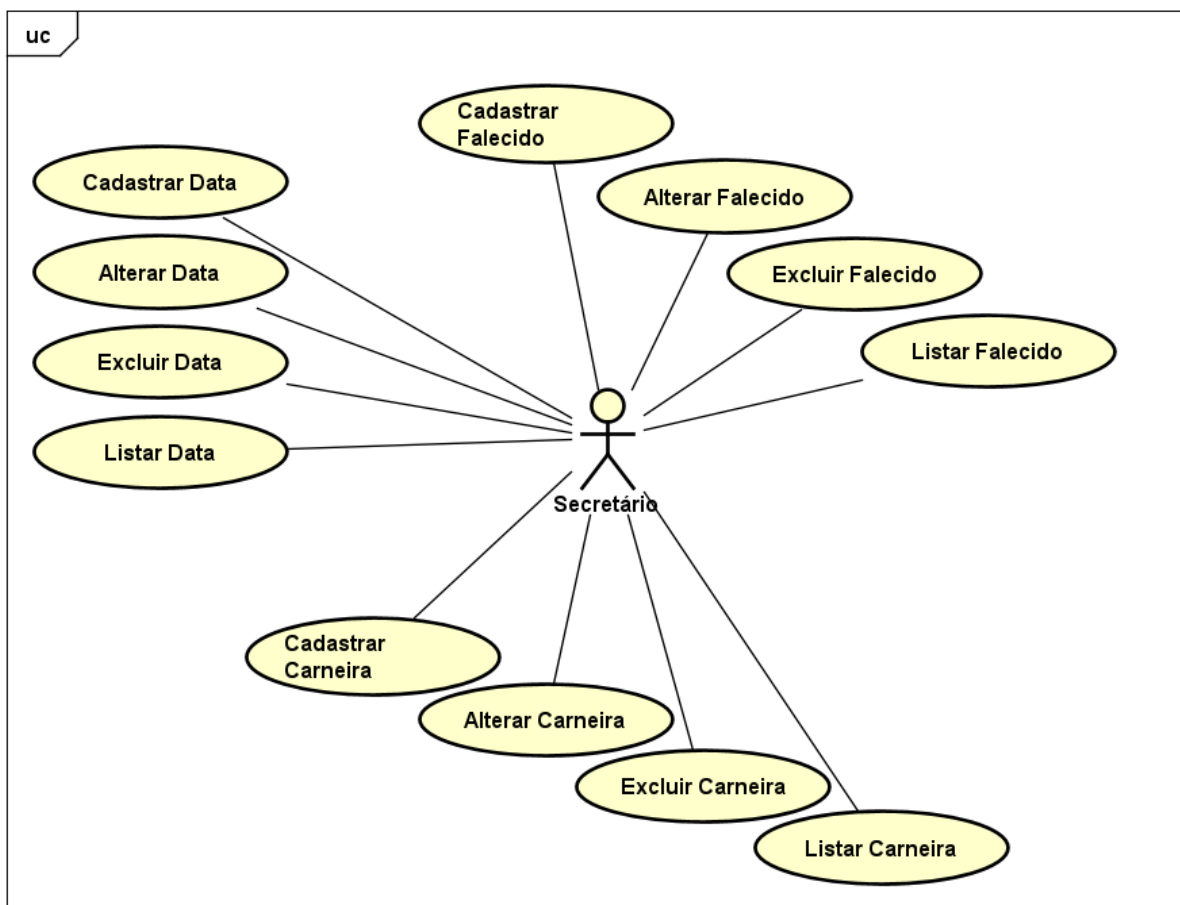 uc
Cadastrar
Falecido
Cadastrar Data
Alterar Falecido
Alterar Data
Excluir Falecido
Excluir Data
Listar Falecido
Listar Data
Secretário
Cadastrar
Carneira
Alterar Carneira
Excluir Carneira
Listar Carneira